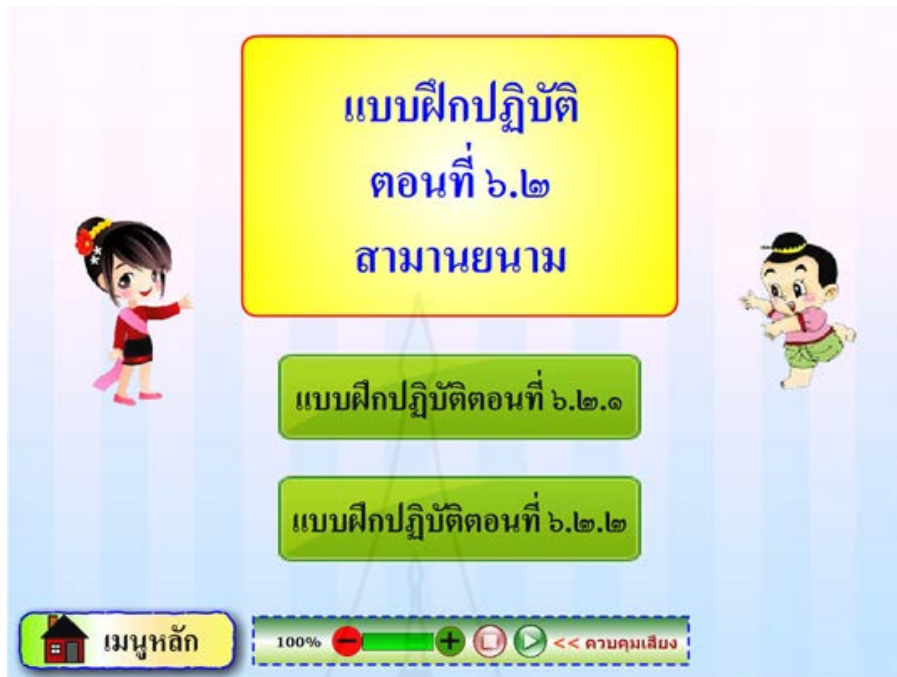 แบบฝึกปฏิบัติ
ตอนที่ ๖.๒
สามานยนาม
แบบฝึกปฏิบัติตอนที่ ๖.๒.๑
แบบฝึกปฏิบัติตอนที่ ๖.๒.๒
เมนูหลัก
100% << ควบคุมเสียง